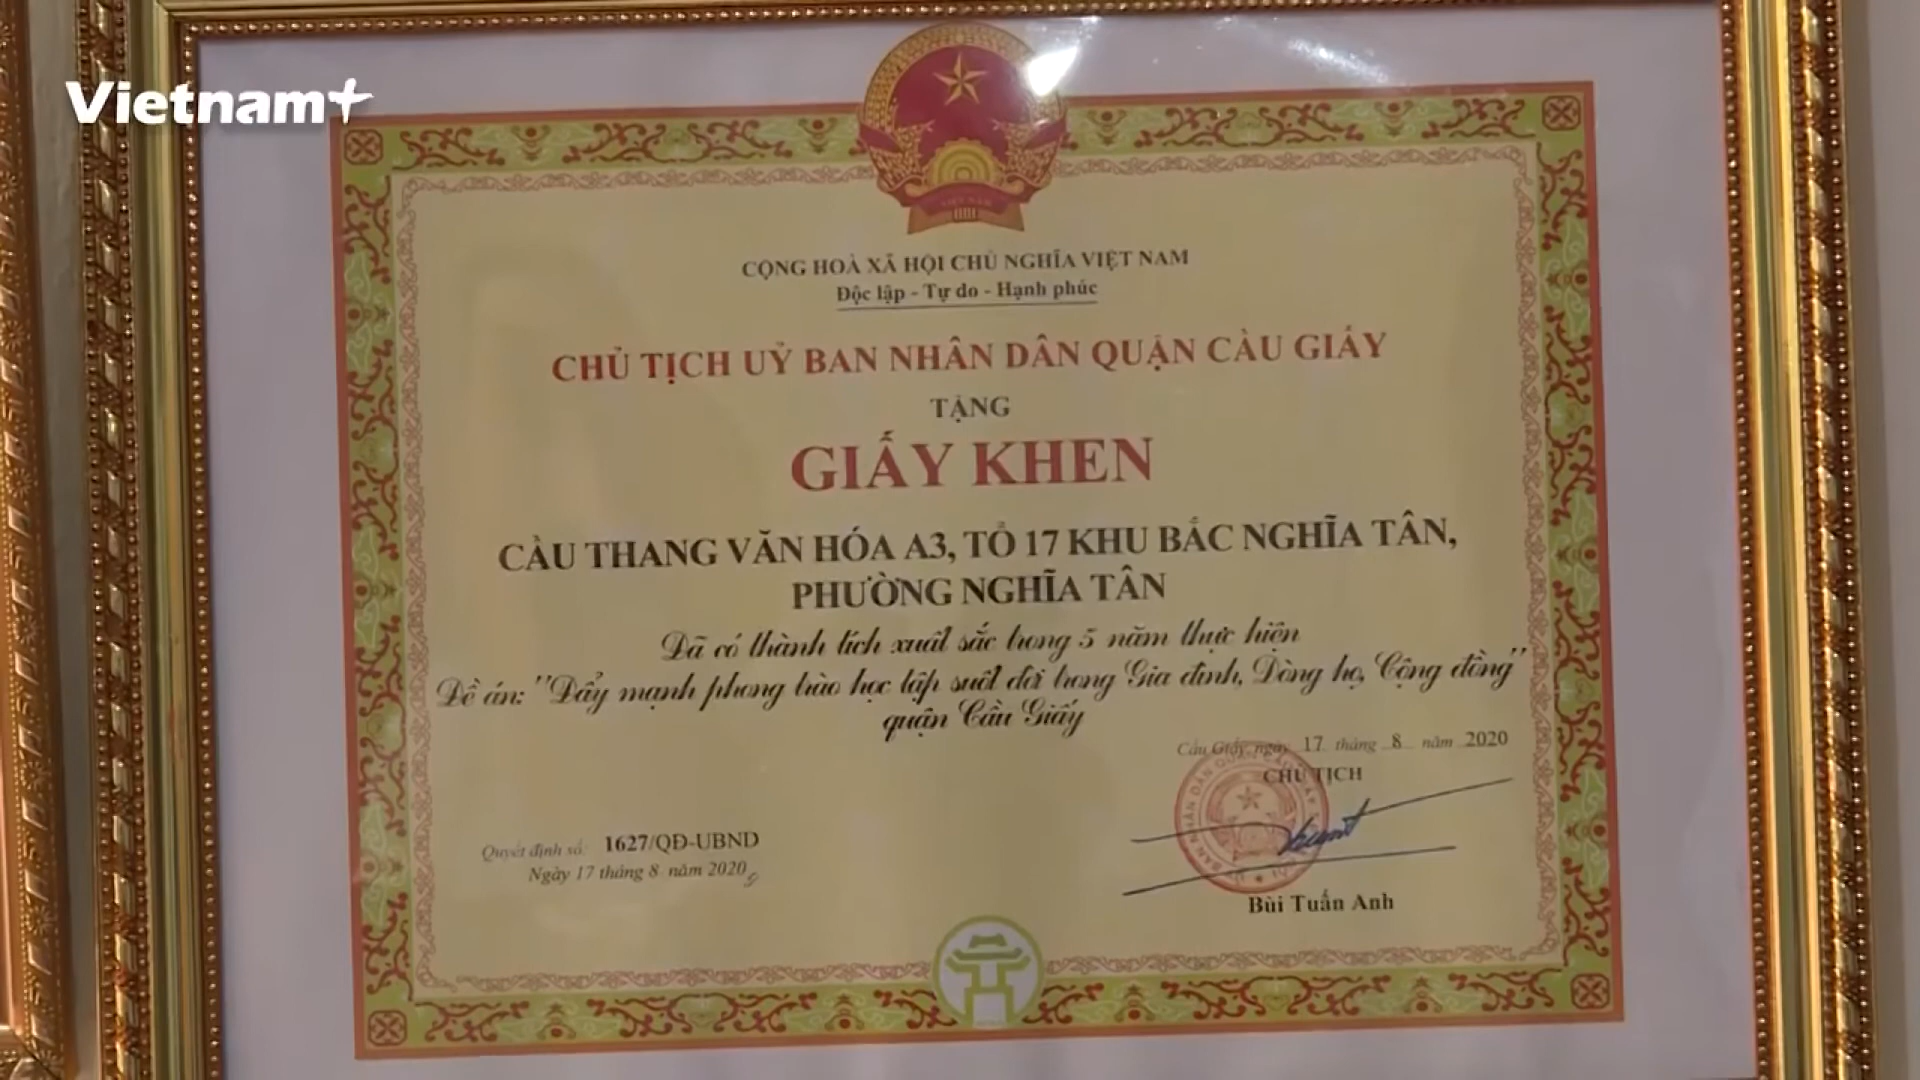 Vietnam+
CỘNG HOÀ XÃ HỘI CHỦ NGHĨA VIỆT NAM
Độc lập - Tự do - Hạnh phúc
CHỦ TỊCH UỶ BAN NHÂN DÂN QUẬN CẦU GIẤY
TẶNG
GIẤY KHEN
CẦU THANG VĂN HÓA A3, TỔ 17 KHU BẮC NGHĨA TÂN,
PHƯỜNG NGHĨA TÂN
Đã có thành tích xuất sắc trong 5 năm thực hiện
Đề án: "Đẩy mạnh phong trào học tập suốt đời trong Gia đình, Dòng họ, Cộng đồng"
quận Cầu Giấy
Cầu Giấy, ngày 17 tháng 8 năm 2020
CHỦ TỊCH
Quyết định số: 1627/QĐ-UBND
Ngày 17 tháng 8 năm 2020
Bùi Tuấn Anh